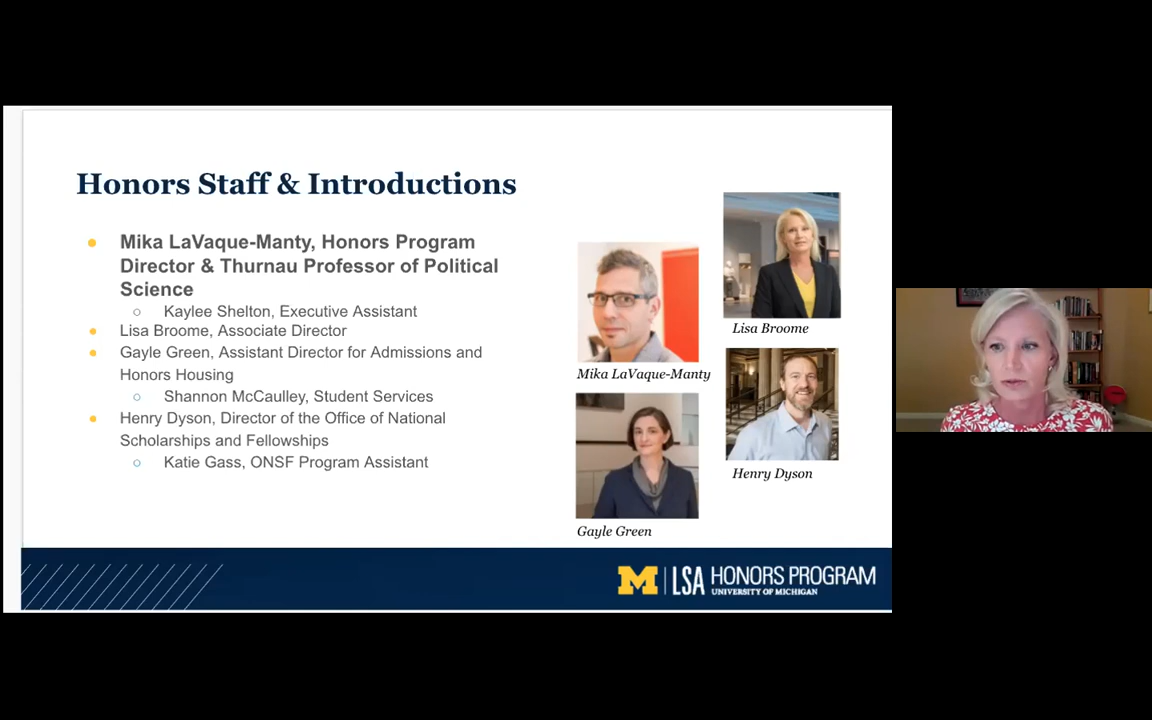 Honors Staff & Introductions
Mika LaVaque-Manty, Honors Program
Director & Thurnau Professor of Political
Science
Kaylee Shelton, Executive Assistant
Lisa Broome, Associate Director
Gayle Green, Assistant Director for Admissions and
Honors Housing
Shannon McCaulley, Student Services
Henry Dyson, Director of the Office of National
Scholarships and Fellowships
Katie Gass, ONSF Program Assistant
Lisa Broome
Mika LaVaque-Manty
Henry Dyson
Gayle Green
M LSA HONORS PROGRAM
UNIVERSITY OF MICHIGAN